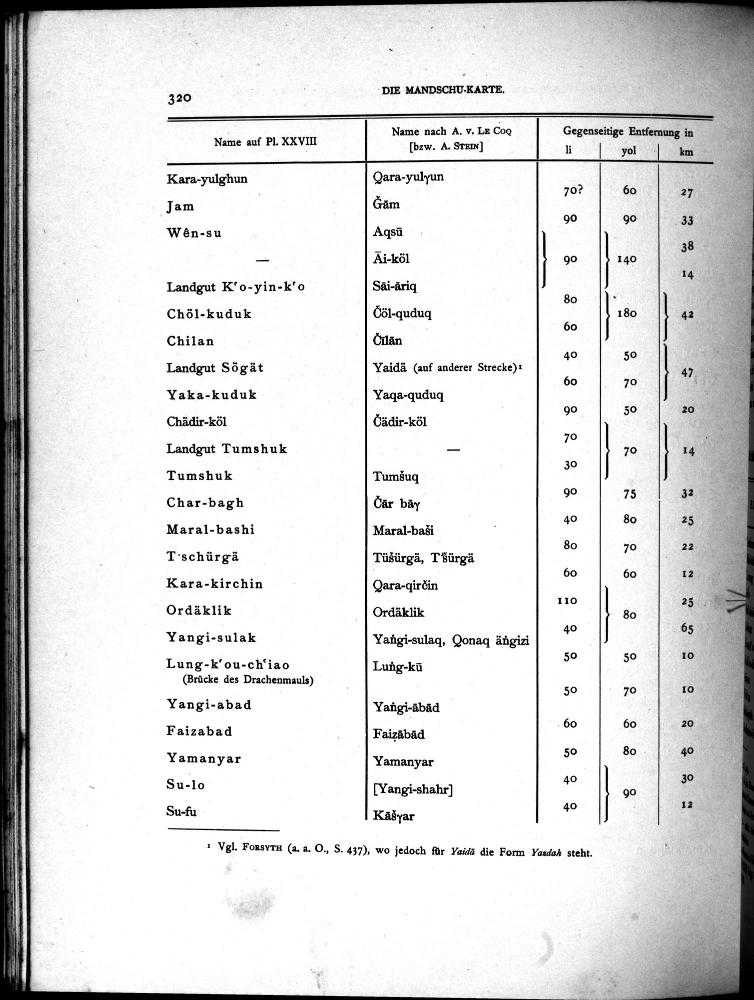 320
DIE MANDSCHU-KARTE.
Name auf Pl. XXVIII
Name nach A. v. LE COQ
[bzw. A. STEIN]
Gegenseitige Entfernung in
li yol km
Kara-yulghun Qara-yulγun
70? 60 27
Jam Ǧām
90 90 33
Wên-su Aqsū
38
— Āi-köl
90 140
14
Landgut K‘o-yin-k‘o Sāi-āriq
80
Chöl-kuduk Čöl-quduq
180 42
60
Chilan Čīlān
40 50
Landgut Sögät Yaidā (auf anderer Strecke)¹
47
60 70
Yaka-kuduk Yaqa-quduq
90 50 20
Chädir-köl Čädir-köl
70
Landgut Tumshuk —
70 14
30
Tumshuk Tumšuq
90 75 32
Char-bagh Čār bāγ
40 80 25
Maral-bashi Maral-baši
80 70 22
T·schürgä Tüšürgä, T'šürgä
60 60 12
Kara-kirchin Qara-qirčin
110 25
Ordäklik Ordäklik
80
40 65
Yangi-sulak Yaṅgi-sulaq, Qonaq äṅgizi
50 50 10
Lung-k‘ou-ch‘iao Luṅg-kū
(Brücke des Drachenmauls)
50 70 10
Yangi-abad Yaṅgi-ābād
60 60 20
Faizabad Faiẓābād
50 80 40
Yamanyar Yamanyar
40 30
Su-lo [Yangi-shahr]
90
40 12
Su-fu Kāšγar
¹ Vgl. FORSYTH (a. a. O., S. 437), wo jedoch für Yaidā die Form Yaѕdah steht.